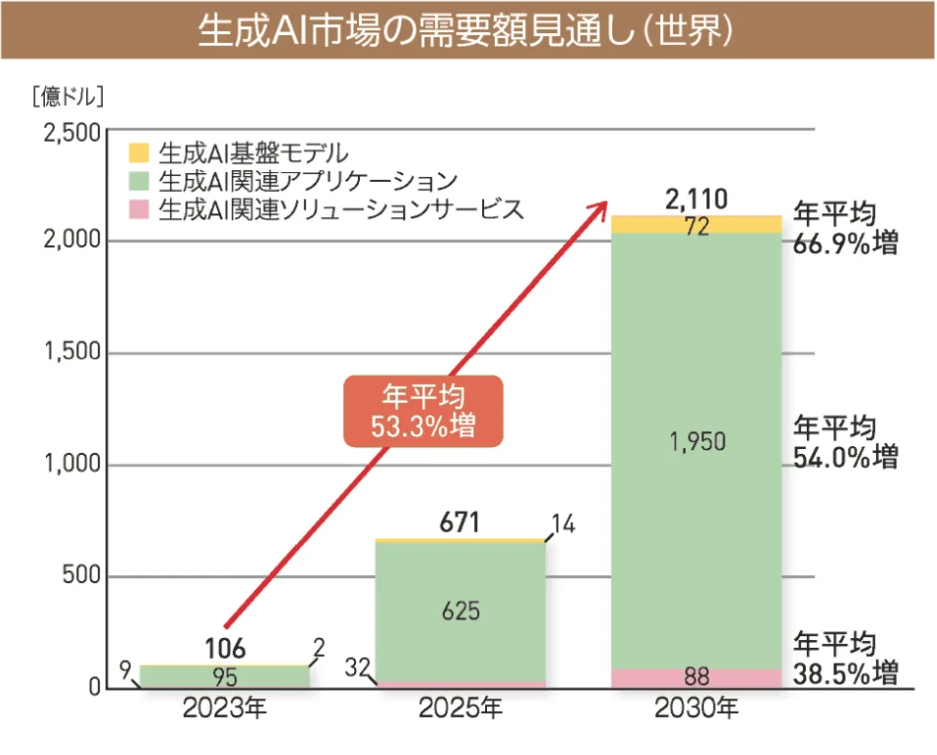 生成AI市場の需要額見通し（世界）
［億ドル］
2,500
2,000
1,500
1,000
500
0
生成AI基盤モデル
生成AI関連アプリケーション
生成AI関連ソリューションサービス
年平均
53.3%増
106
2
9
95
671
14
625
32
2,110
72
1,950
88
年平均
66.9%増
年平均
54.0%増
年平均
38.5%増
2023年
2025年
2030年